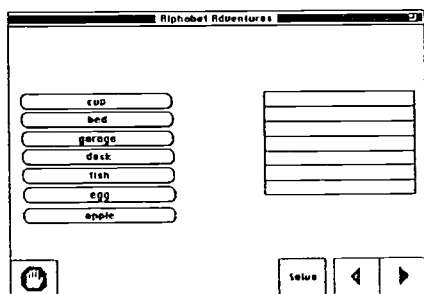 Alphabet Adventures
cup
bed
garage
desk
fish
egg
apple
Solve